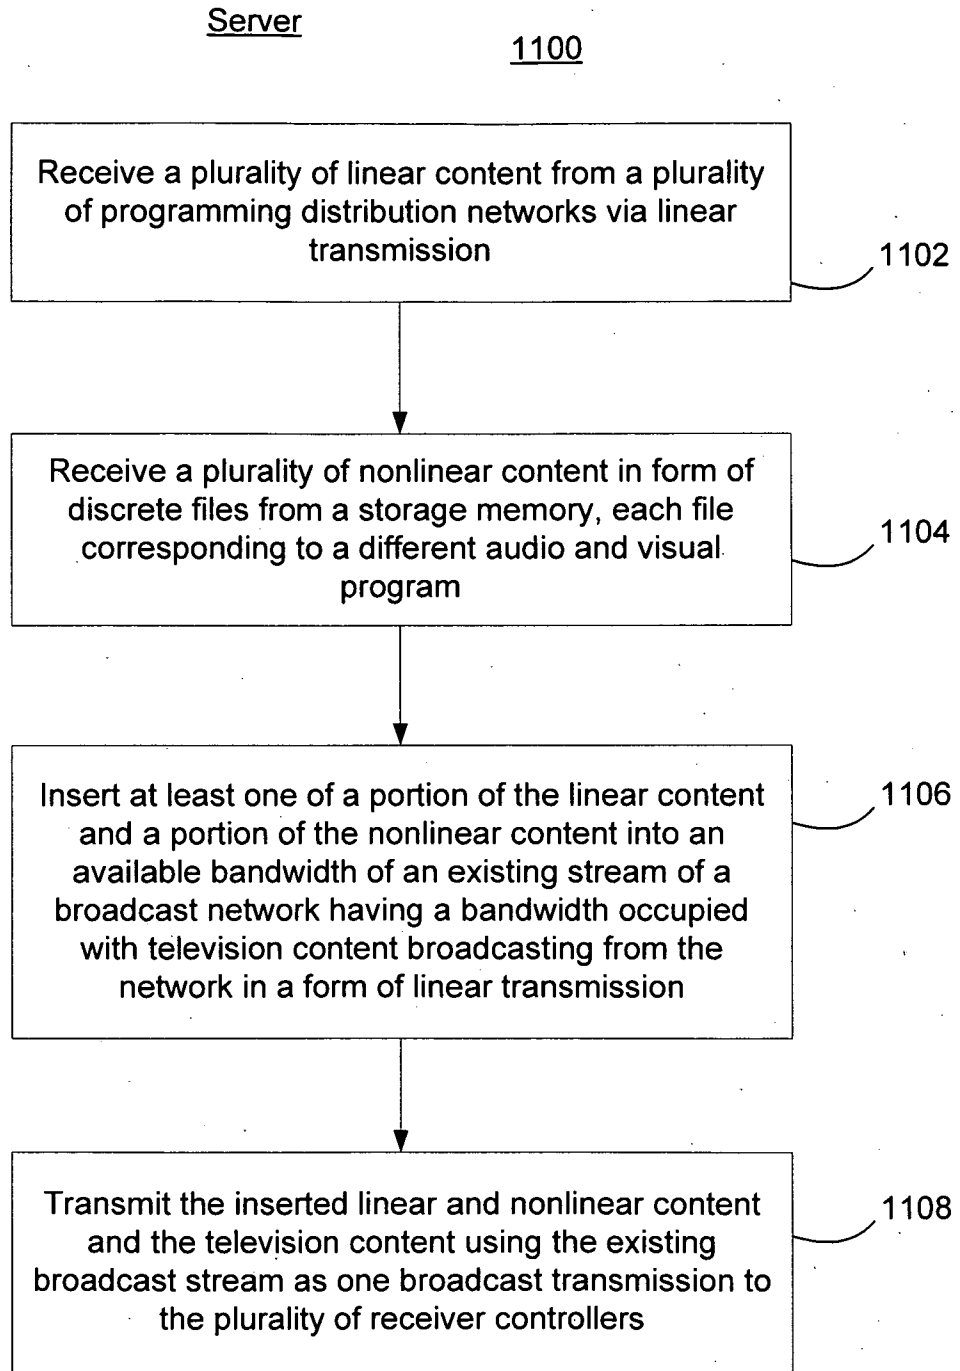 Server
1100
Receive a plurality of linear content from a plurality
of programming distribution networks via linear
transmission
1102
Receive a plurality of nonlinear content in form of
discrete files from a storage memory, each file
corresponding to a different audio and visual
program
1104
Insert at least one of a portion of the linear content
and a portion of the nonlinear content into an
available bandwidth of an existing stream of a
broadcast network having a bandwidth occupied
with television content broadcasting from the
network in a form of linear transmission
1106
Transmit the inserted linear and nonlinear content
and the television content using the existing
broadcast stream as one broadcast transmission to
the plurality of receiver controllers
1108